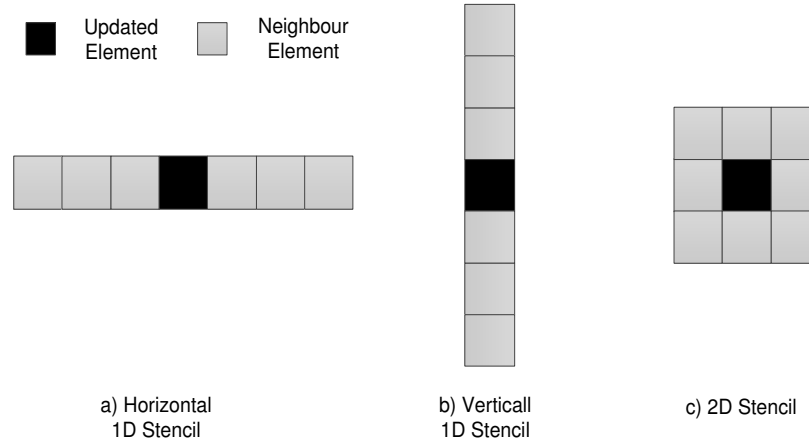 Updated
Element
Neighbour
Element
a) Horizontal
1D Stencil
b) Verticall
1D Stencil
c) 2D Stencil